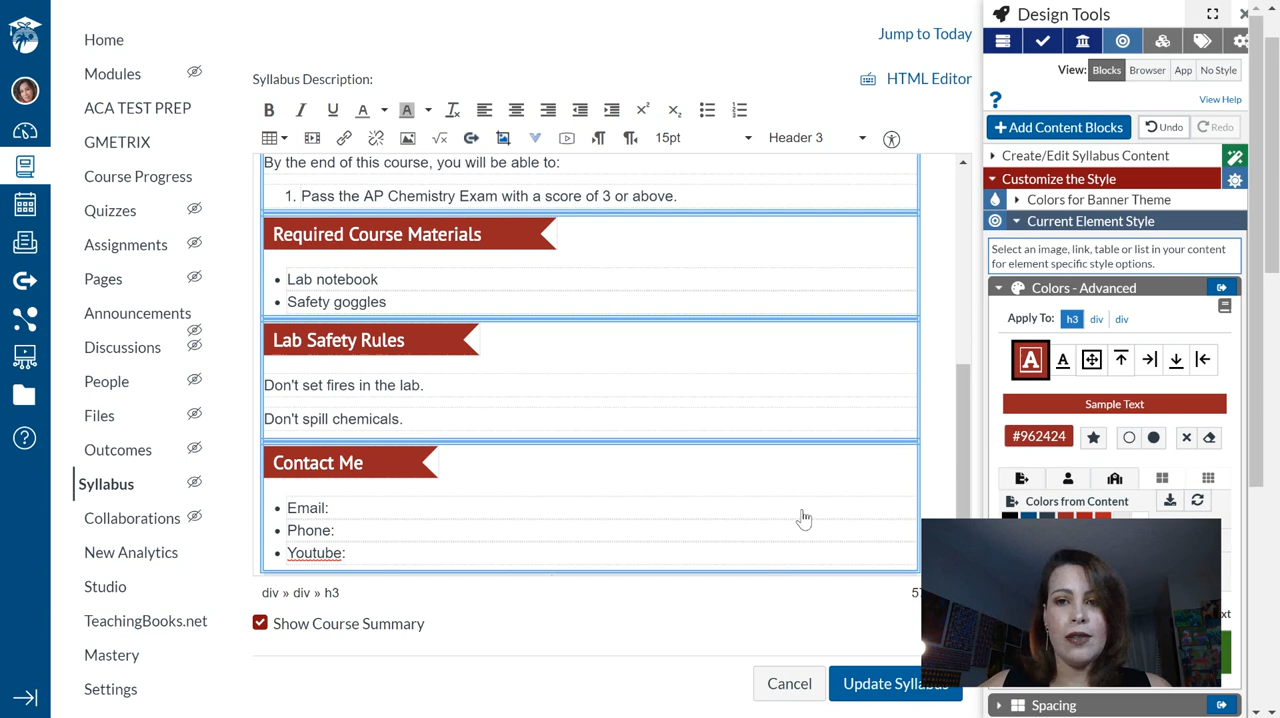 Home
Modules
ACA TEST PREP
GMETRIX
Course Progress
Quizzes
Assignments
Pages
Announcements
Discussions
People
Files
Outcomes
Syllabus
Collaborations
New Analytics
Studio
TeachingBooks.net
Mastery
Settings
Jump to Today
Syllabus Description:
HTML Editor
15pt
Header 3
By the end of this course, you will be able to:
1. Pass the AP Chemistry Exam with a score of 3 or above.
Required Course Materials
Lab notebook
Safety goggles
Lab Safety Rules
Don't set fires in the lab.
Don't spill chemicals.
Contact Me
Email:
Phone:
Youtube:
div » div » h3
Show Course Summary
Cancel
Update Syllabus
Design Tools
View: Blocks Browser App No Style
View Help
Add Content Blocks
Undo
Redo
Create/Edit Syllabus Content
Customize the Style
Colors for Banner Theme
Current Element Style
Select an image, link, table or list in your content
for element specific style options.
Colors - Advanced
Apply To: h3 div div
Sample Text
#962424
Colors from Content
Spacing